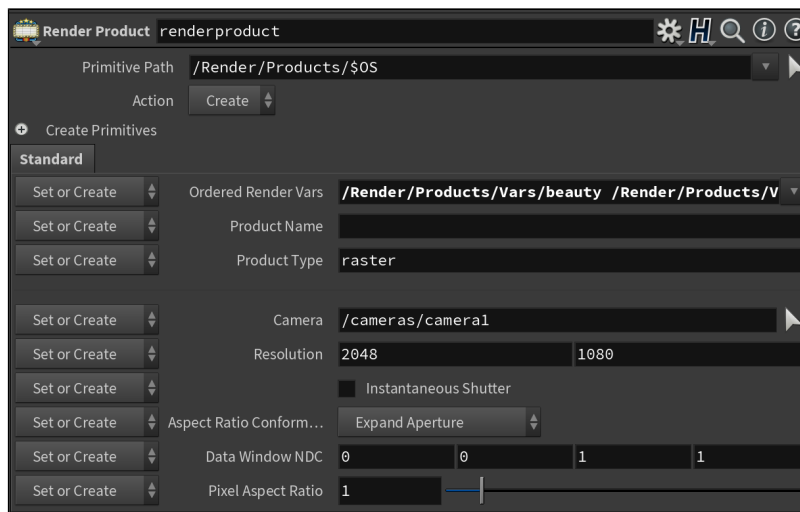 Render Product renderproduct
Primitive Path /Render/Products/$OS
Action Create
Create Primitives
Standard
Set or Create Ordered Render Vars /Render/Products/Vars/beauty /Render/Products/V
Set or Create Product Name
Set or Create Product Type raster
Set or Create Camera /cameras/camera1
Set or Create Resolution 2048 1080
Set or Create Instantaneous Shutter
Set or Create Aspect Ratio Conform... Expand Aperture
Set or Create Data Window NDC 0 0 1 1
Set or Create Pixel Aspect Ratio 1